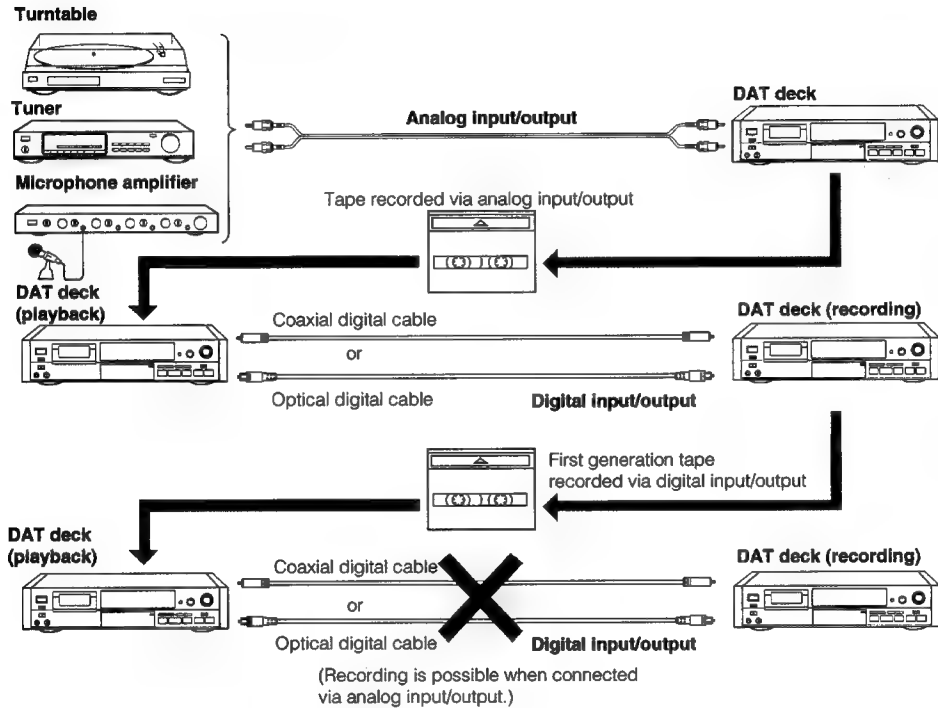 Turntable
Tuner
Microphone amplifier
Analog input/output
DAT deck
Tape recorded via analog input/output
DAT deck
(playback)
Coaxial digital cable
or
Optical digital cable
Digital input/output
DAT deck (recording)
First generation tape
recorded via digital input/output
DAT deck
(playback)
Coaxial digital cable
or
Optical digital cable
Digital input/output
DAT deck (recording)
(Recording is possible when connected
via analog input/output.)